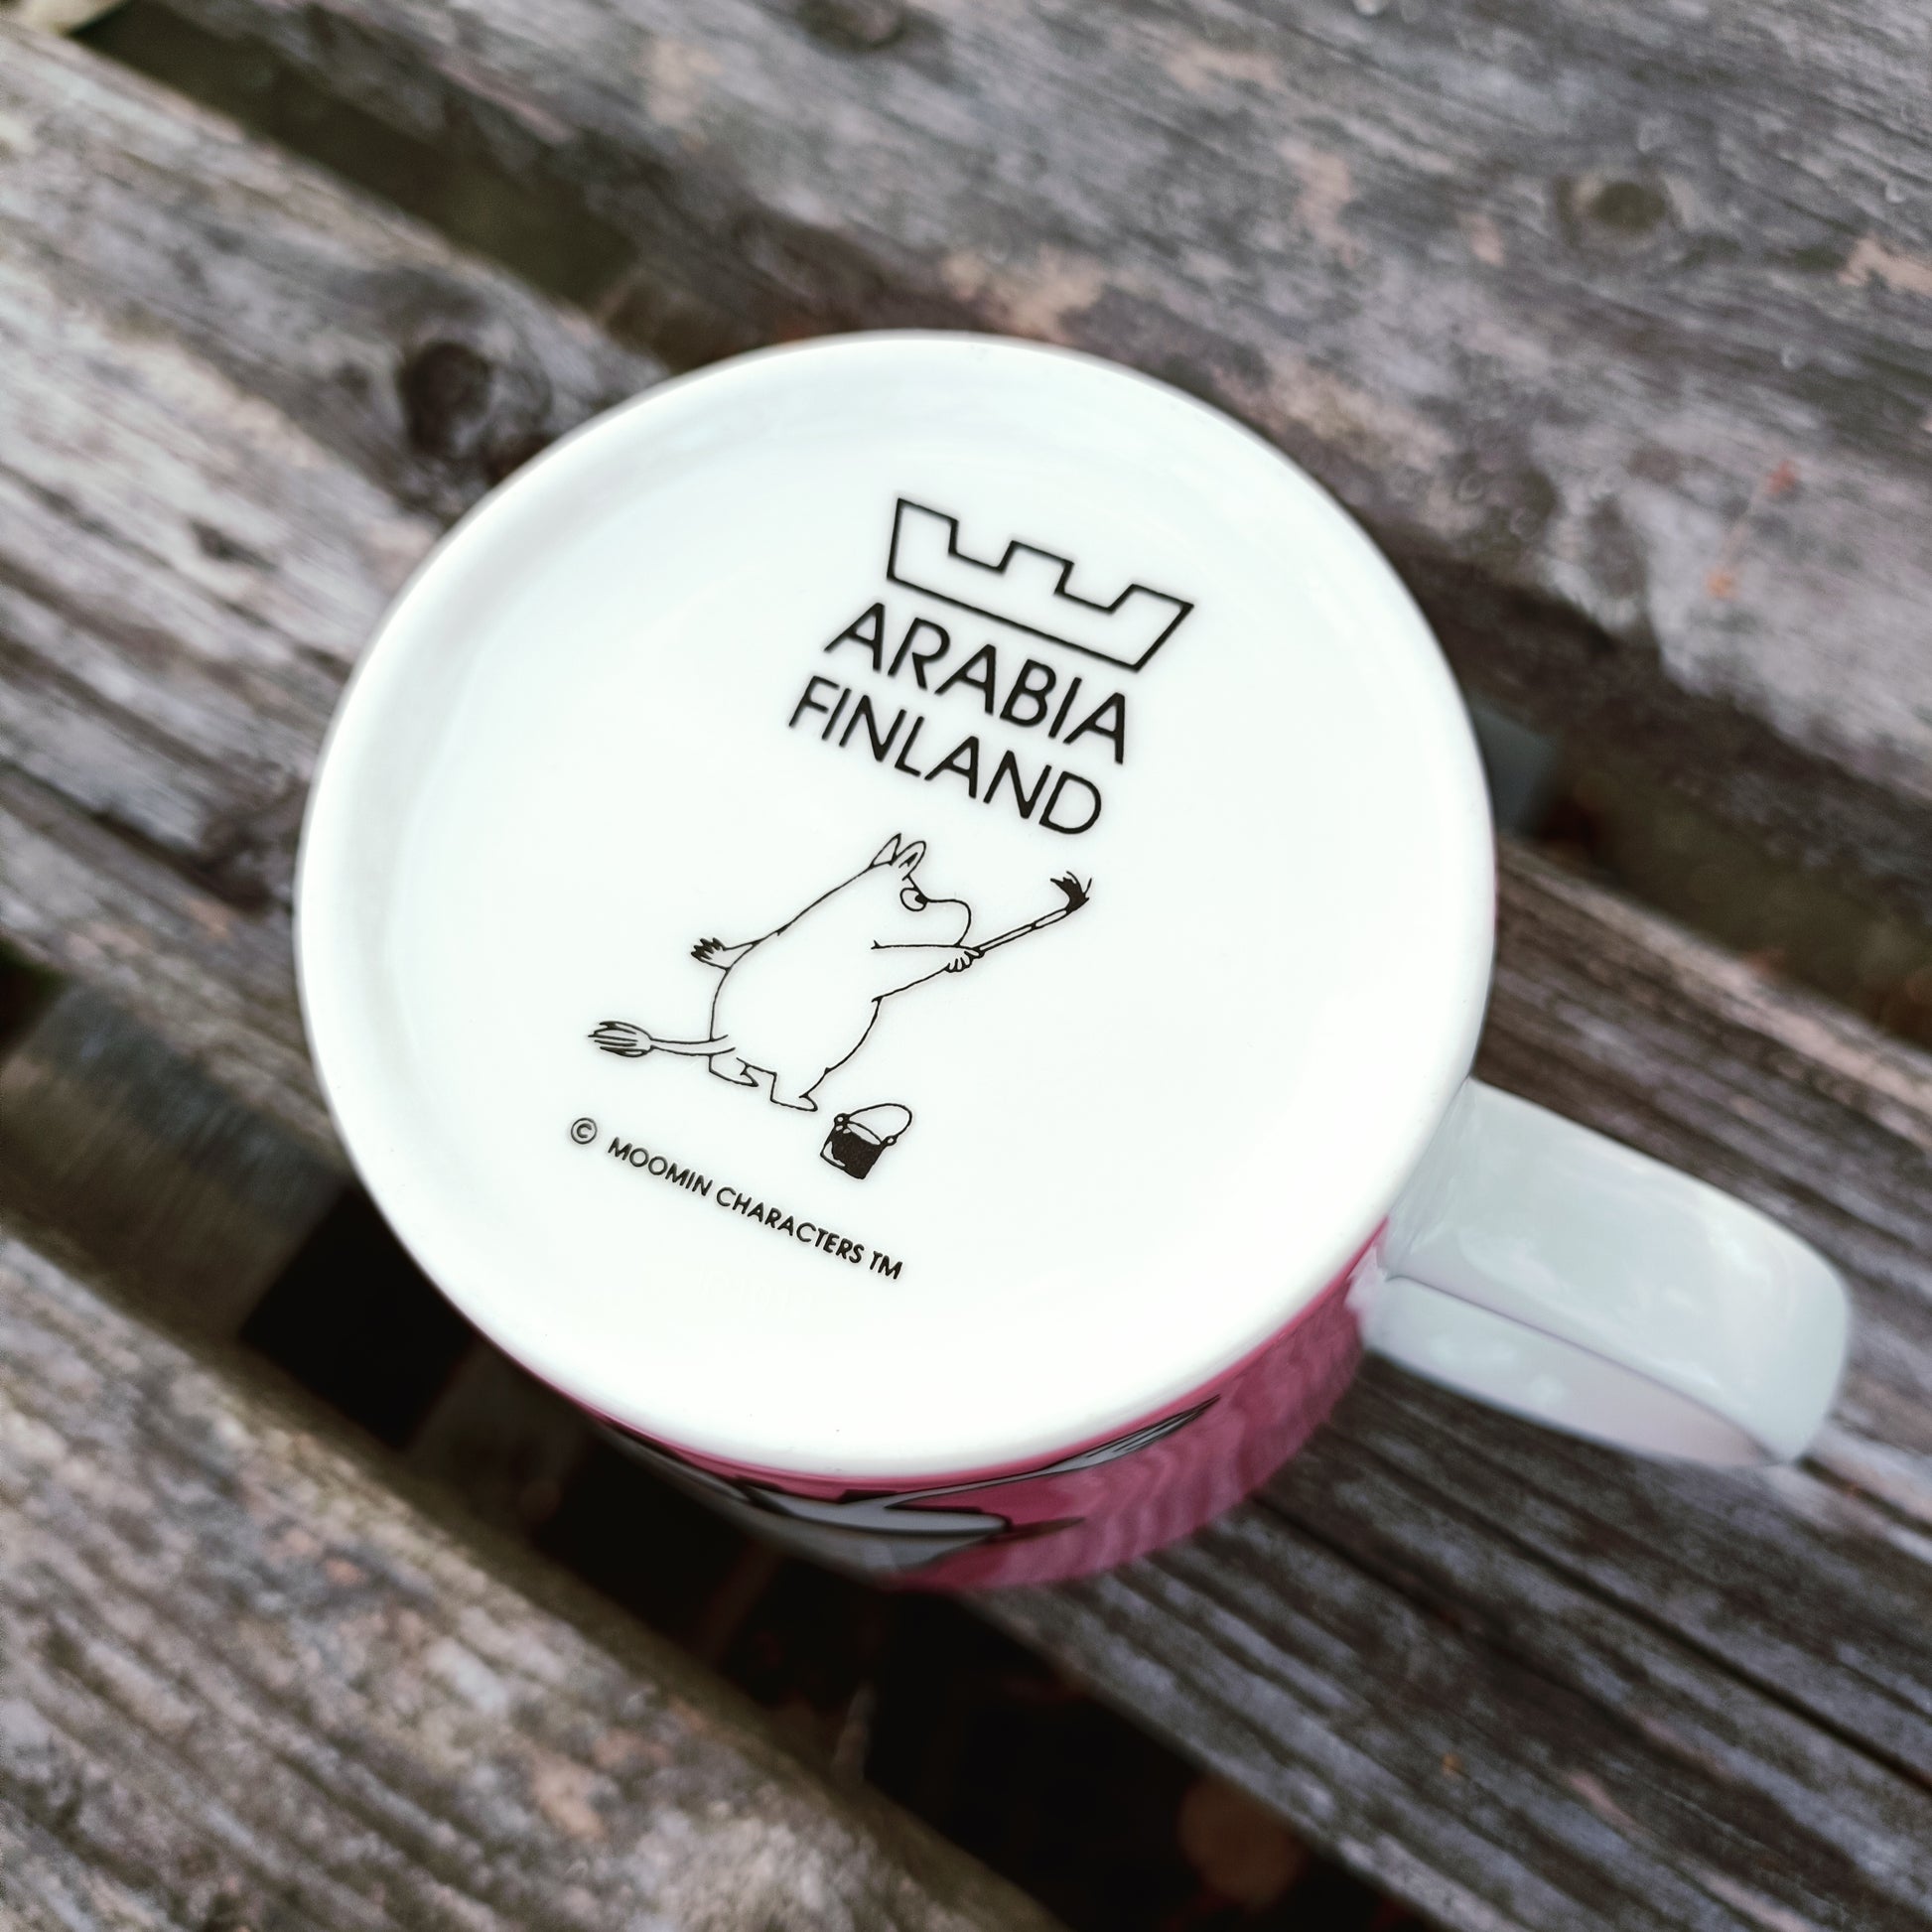 ARABIA
FINLAND
© MOOMIN CHARACTERS TM